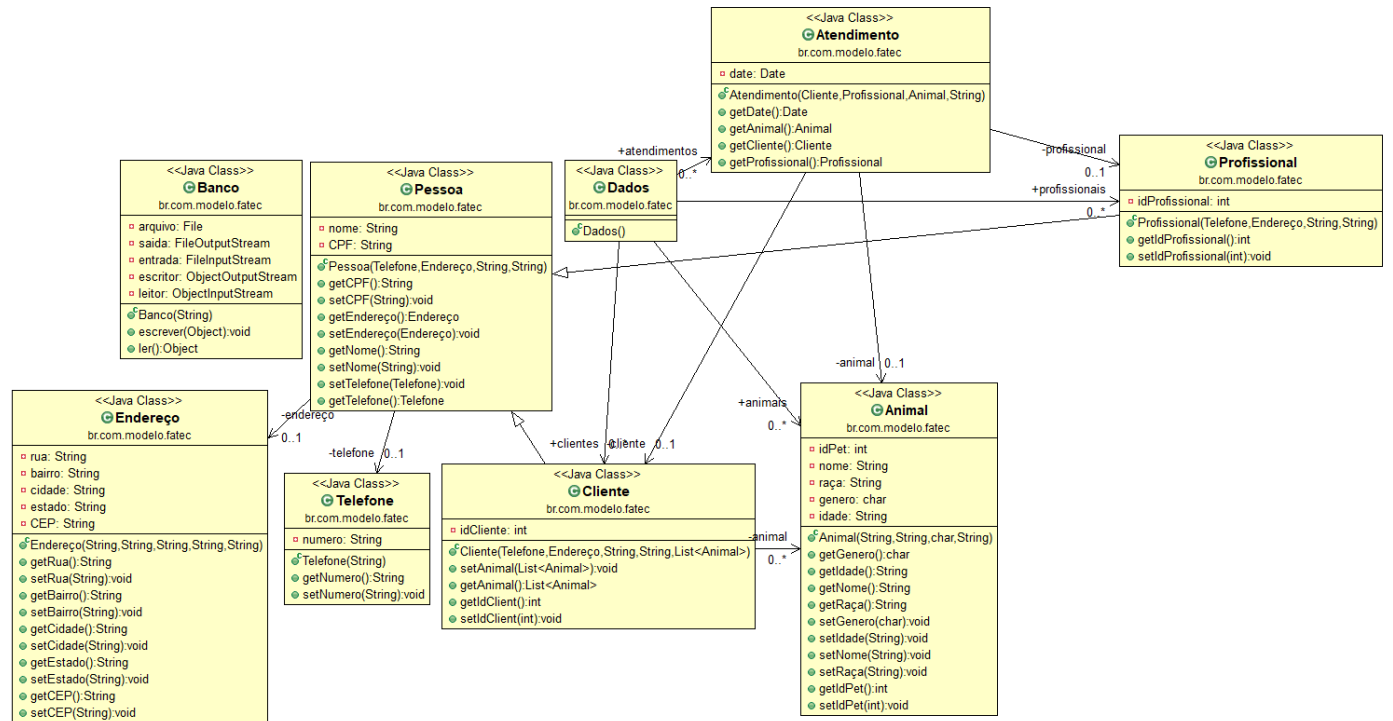 <<Java Class>>
Atendimento
br.com.modelo.fatec
date: Date
Atendimento(Cliente,Profissional,Animal,String)
getDate():Date
getAnimal():Animal
getCliente():Cliente
getProfissional():Profissional
<<Java Class>>
Banco
br.com.modelo.fatec
arquivo: File
saida: FileOutputStream
entrada: FileInputStream
escritor: ObjectOutputStream
leitor: ObjectInputStream
Banco(String)
escrever(Object):void
ler():Object
<<Java Class>>
Pessoa
br.com.modelo.fatec
nome: String
CPF: String
Pessoa(Telefone,Endereço,String,String)
getCPF():String
setCPF(String):void
getEndereço():Endereço
setEndereço(Endereço):void
getNome():String
setNome(String):void
setTelefone(Telefone):void
getTelefone():Telefone
<<Java Class>>
Dados
br.com.modelo.fatec
Dados()
+atendimentos
0..*
-profissional
0..1
+profissionais
0..*
<<Java Class>>
Profissional
br.com.modelo.fatec
idProfissional: int
Profissional(Telefone,Endereço,String,String)
getIdProfissional():int
setIdProfissional(int):void
-endereço
0..1
-telefone 0..1
+clientes 0..*
-cliente 0..1
+animais
0..*
-animal 0..1
-animal
0..*
<<Java Class>>
Endereço
br.com.modelo.fatec
rua: String
bairro: String
cidade: String
estado: String
CEP: String
Endereço(String,String,String,String,String)
getRua():String
setRua(String):void
getBairro():String
setBairro(String):void
getCidade():String
setCidade(String):void
getEstado():String
setEstado(String):void
getCEP():String
setCEP(String):void
<<Java Class>>
Telefone
br.com.modelo.fatec
numero: String
Telefone(String)
getNumero():String
setNumero(String):void
<<Java Class>>
Cliente
br.com.modelo.fatec
idCliente: int
Cliente(Telefone,Endereço,String,String,List<Animal>)
setAnimal(List<Animal>):void
getAnimal():List<Animal>
getIdClient():int
setIdClient(int):void
<<Java Class>>
Animal
br.com.modelo.fatec
idPet: int
nome: String
raça: String
genero: char
idade: String
Animal(String,String,char,String)
getGenero():char
getIdade():String
getNome():String
getRaça():String
setGenero(char):void
setIdade(String):void
setNome(String):void
setRaça(String):void
getIdPet():int
setIdPet(int):void